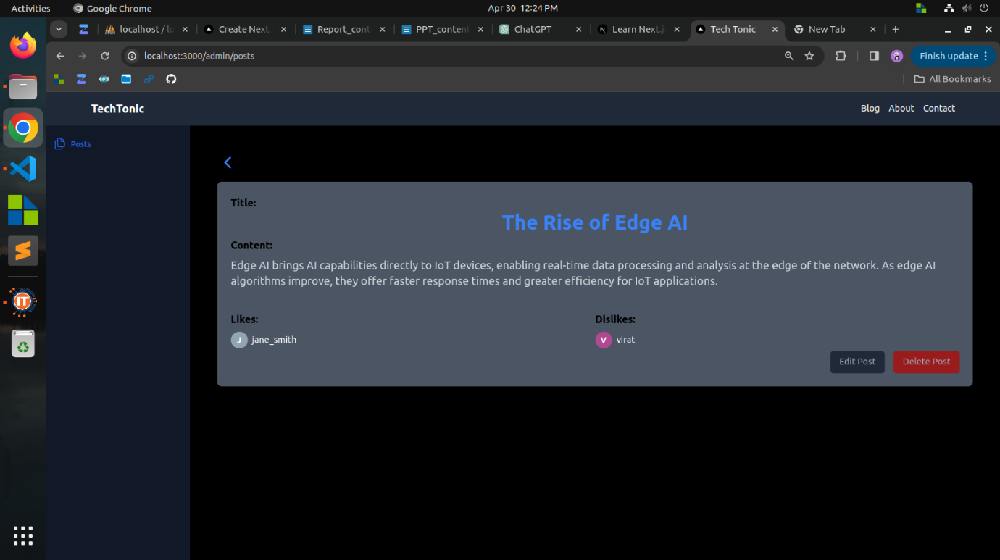 Activities Google Chrome Apr 30 12:24 PM
localhost / lo Create Next Report_cont PPT_content ChatGPT Learn Next.j Tech Tonic New Tab
localhost:3000/admin/posts Finish update
All Bookmarks
TechTonic Blog About Contact
Posts
Title:
The Rise of Edge AI
Content:
Edge AI brings AI capabilities directly to IoT devices, enabling real-time data processing and analysis at the edge of the network. As edge AI
algorithms improve, they offer faster response times and greater efficiency for IoT applications.
Likes: Dislikes:
J jane_smith V virat
Edit Post Delete Post
IT